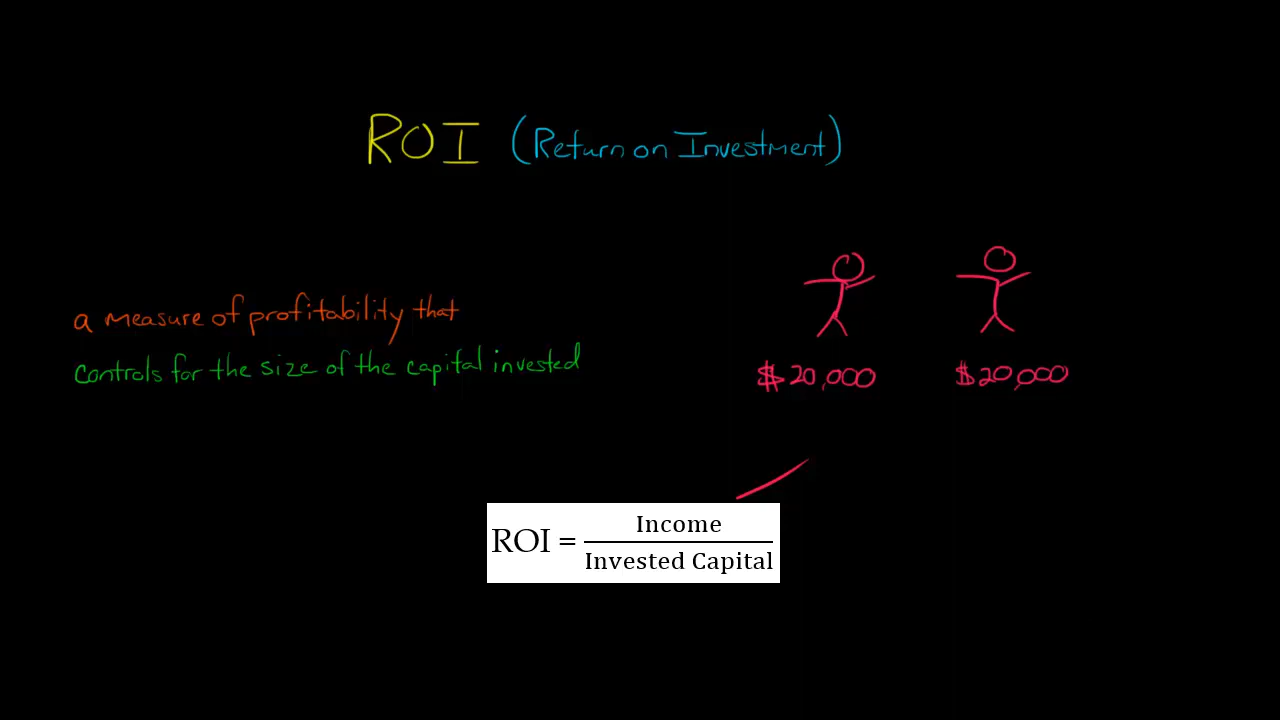 ROI (Return on Investment)
a measure of profitability that
controls for the size of the capital invested
$20,000 $20,000
ROI = Income / Invested Capital